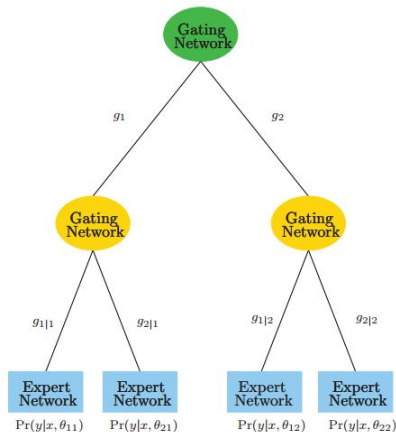 Gating
Network
g₁ g₂
Gating
Network
Gating
Network
g₁|₁ g₂|₁ g₁|₂ g₂|₂
Expert
Network
Expert
Network
Expert
Network
Expert
Network
Pr(y|x, θ₁₁) Pr(y|x, θ₂₁) Pr(y|x, θ₁₂) Pr(y|x, θ₂₂)